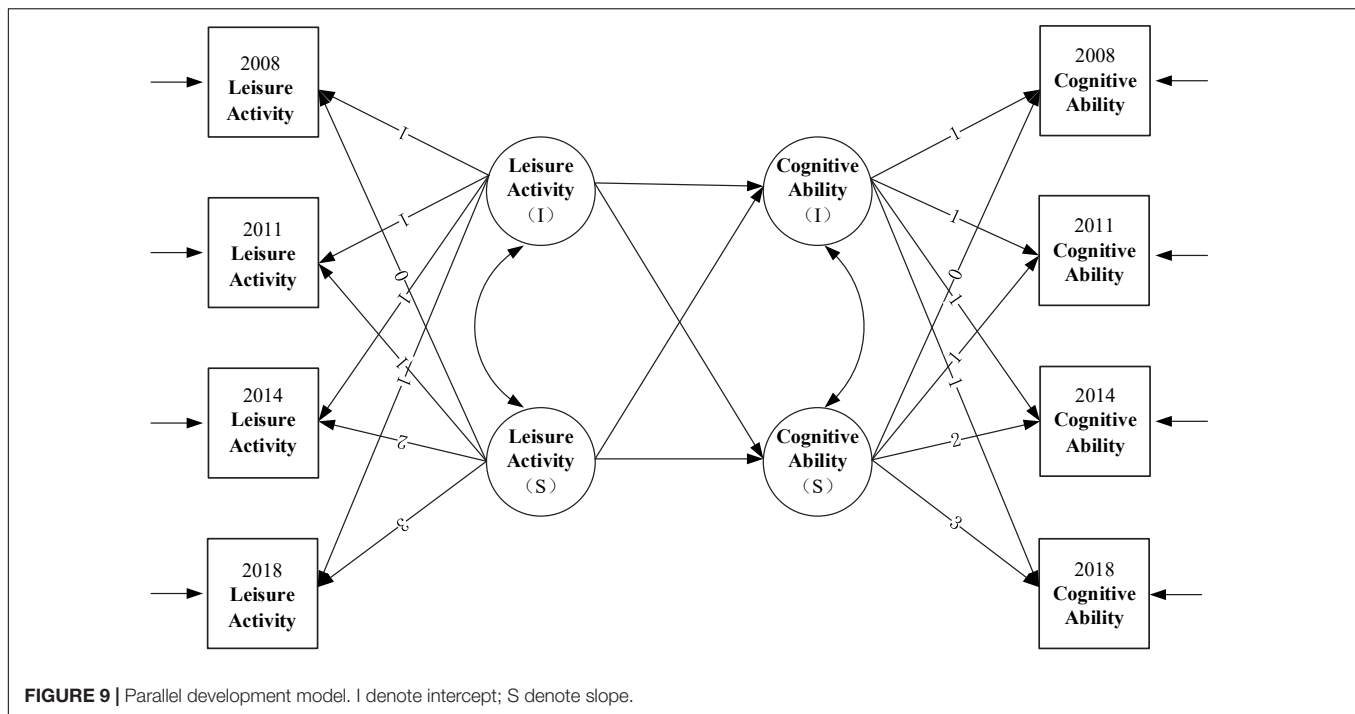 2008
Leisure
Activity
2011
Leisure
Activity
2014
Leisure
Activity
2018
Leisure
Activity
1
1
0
1
1
1
2
3
Leisure
Activity
（I）
Leisure
Activity
（S）
Cognitive
Ability
（I）
Cognitive
Ability
（S）
1
1
0
1
1
1
2
3
2008
Cognitive
Ability
2011
Cognitive
Ability
2014
Cognitive
Ability
2018
Cognitive
Ability
FIGURE 9 | Parallel development model. I denote intercept; S denote slope.